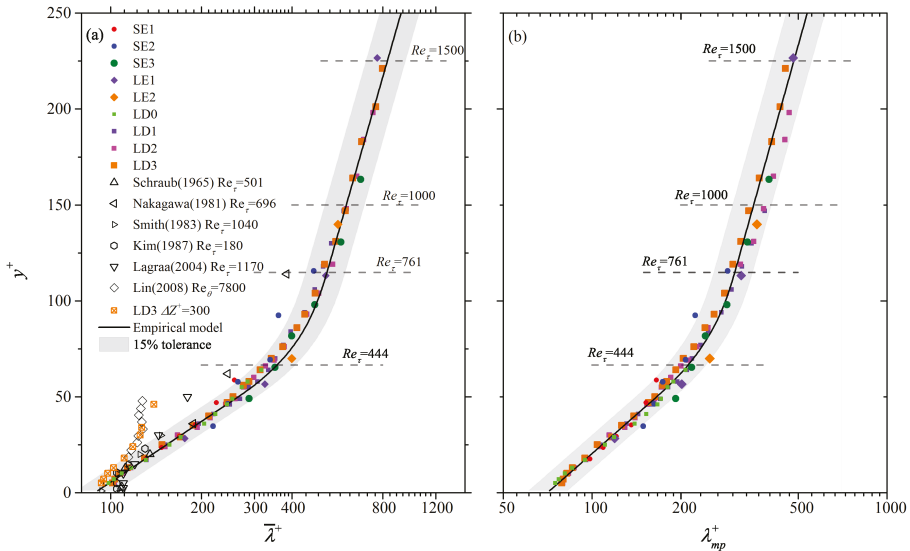 (a)
SE1
SE2
SE3
LE1
LE2
LD0
LD1
LD2
LD3
Schraub(1965) Reτ=501
Nakagawa(1981) Reτ=696
Smith(1983) Reτ=1040
Kim(1987) Reτ=180
Lagraa(2004) Reτ=1170
Lin(2008) Reθ=7800
LD3 ΔZ+=300
Empirical model
15% tolerance
Reτ=1500
Reτ=1000
Reτ=761
Reτ=444
y+
250
200
150
100
50
0
100
200
300
400
800
1200
λ̅+
(b)
Reτ=1500
Reτ=1000
Reτ=761
Reτ=444
100
200
500
1000
λ+mp